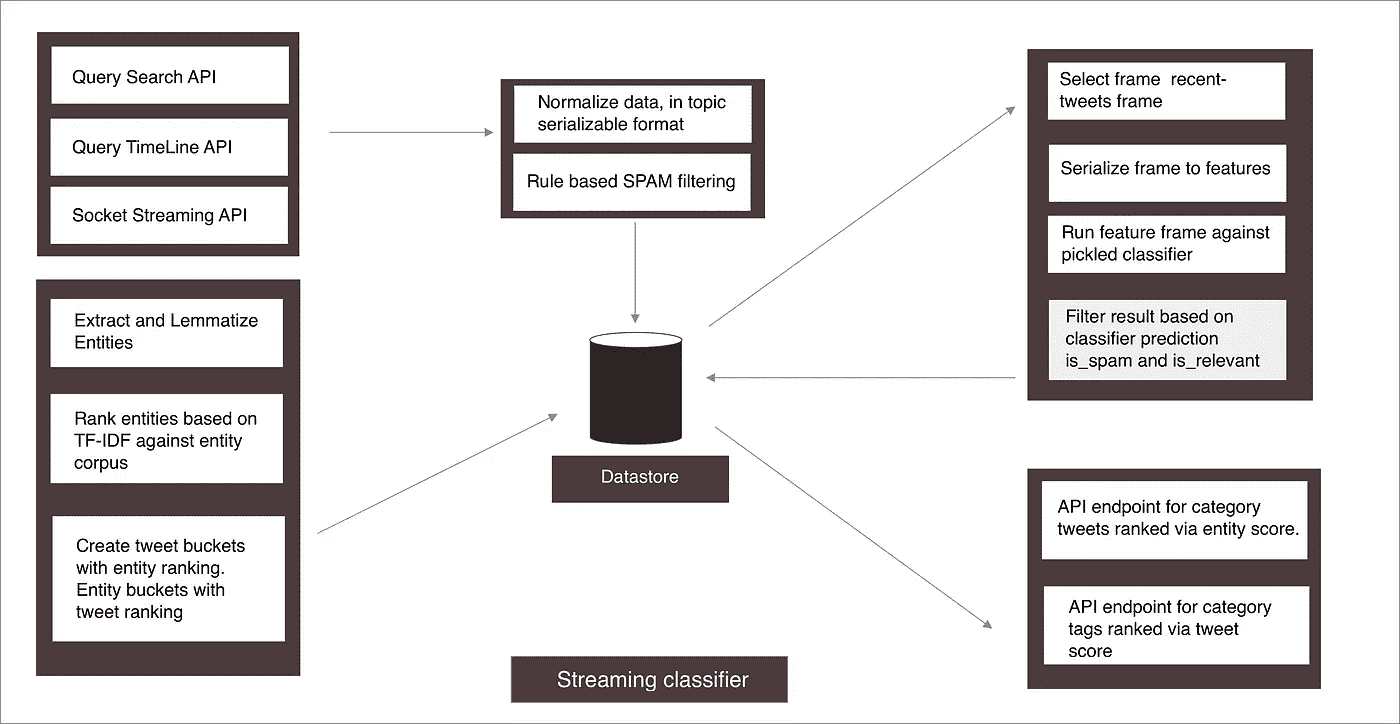 Query Search API
Query TimeLine API
Socket Streaming API
Extract and Lemmatize
Entities
Rank entities based on
TF-IDF against entity
corpus
Create tweet buckets
with entity ranking.
Entity buckets with
tweet ranking
Normalize data, in topic
serializable format
Rule based SPAM filtering
Datastore
Streaming classifier
Select frame recent-
tweets frame
Serialize frame to features
Run feature frame against
pickled classifier
Filter result based on
classifier prediction
is_spam and is_relevant
API endpoint for category
tweets ranked via entity score.
API endpoint for category
tags ranked via tweet
score